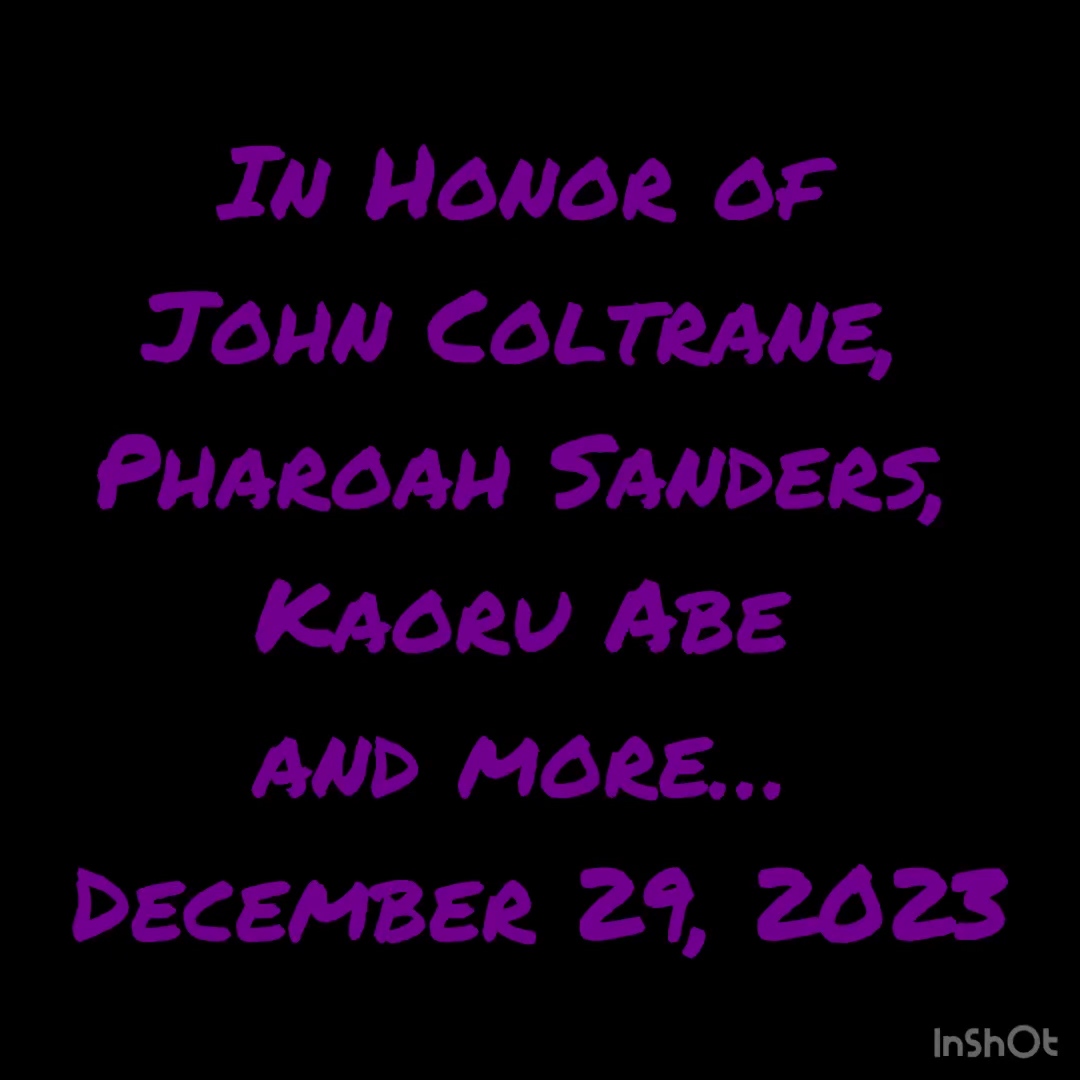 In Honor of
John Coltrane,
Pharoah Sanders,
Kaoru Abe
and more...
December 29, 2023
InShOt